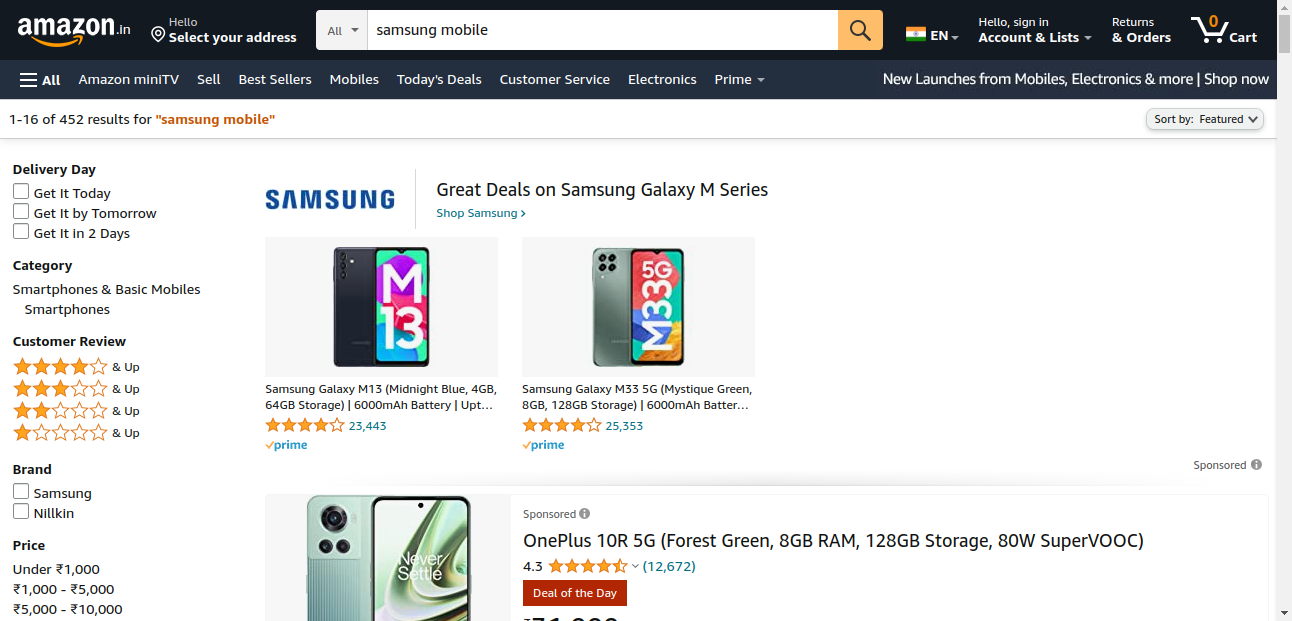 amazon.in
Hello
Select your address
All
samsung mobile
EN
Hello, sign in
Account & Lists
Returns
& Orders
0
Cart
All
Amazon miniTV
Sell
Best Sellers
Mobiles
Today's Deals
Customer Service
Electronics
Prime
New Launches from Mobiles, Electronics & more | Shop now
1-16 of 452 results for "samsung mobile"
Sort by: Featured
Delivery Day
Get It Today
Get It by Tomorrow
Get It in 2 Days
Category
Smartphones & Basic Mobiles
Smartphones
Customer Review
& Up
& Up
& Up
& Up
Brand
Samsung
Nillkin
Price
Under ₹1,000
₹1,000 - ₹5,000
₹5,000 - ₹10,000
SAMSUNG
Great Deals on Samsung Galaxy M Series
Shop Samsung ›
M
13
Samsung Galaxy M13 (Midnight Blue, 4GB,
64GB Storage) | 6000mAh Battery | Upt...
23,443
prime
5G
M33
Samsung Galaxy M33 5G (Mystique Green,
8GB, 128GB Storage) | 6000mAh Batter...
25,353
prime
Sponsored
Never
Settle
Sponsored
OnePlus 10R 5G (Forest Green, 8GB RAM, 128GB Storage, 80W SuperVOOC)
4.3
(12,672)
Deal of the Day